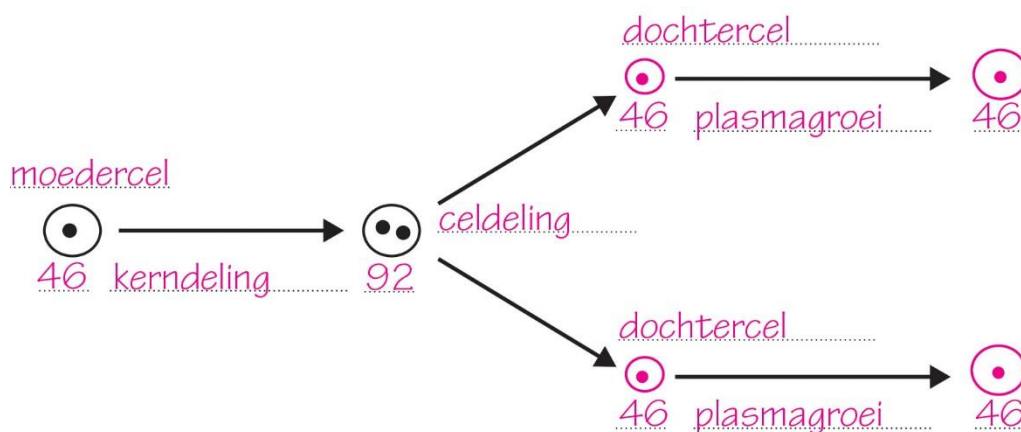 dochtercel
46 plasmagroei 46
moedercel
celdeling
46 kerndeling 92
dochtercel
46 plasmagroei 46